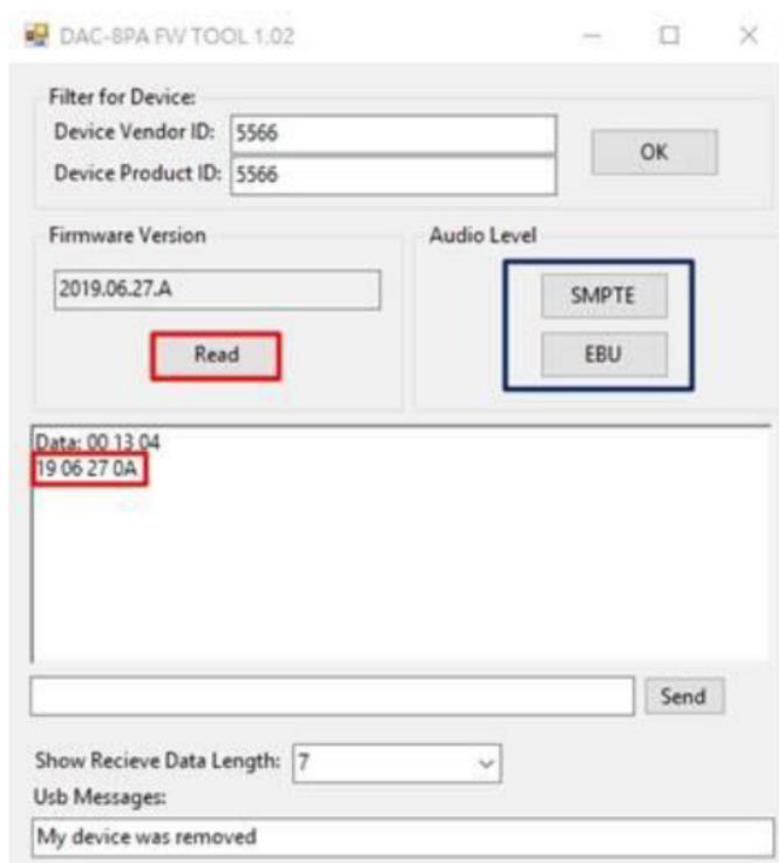 DAC-8PA FW TOOL 1.02
Filter for Device:
Device Vendor ID: 5566
OK
Device Product ID: 5566
Firmware Version
Audio Level
2019.06.27.A
SMPTE
Read
EBU
Data: 00 13 04
19 06 27 0A
Send
Show Recieve Data Length: 7
Usb Messages:
My device was removed